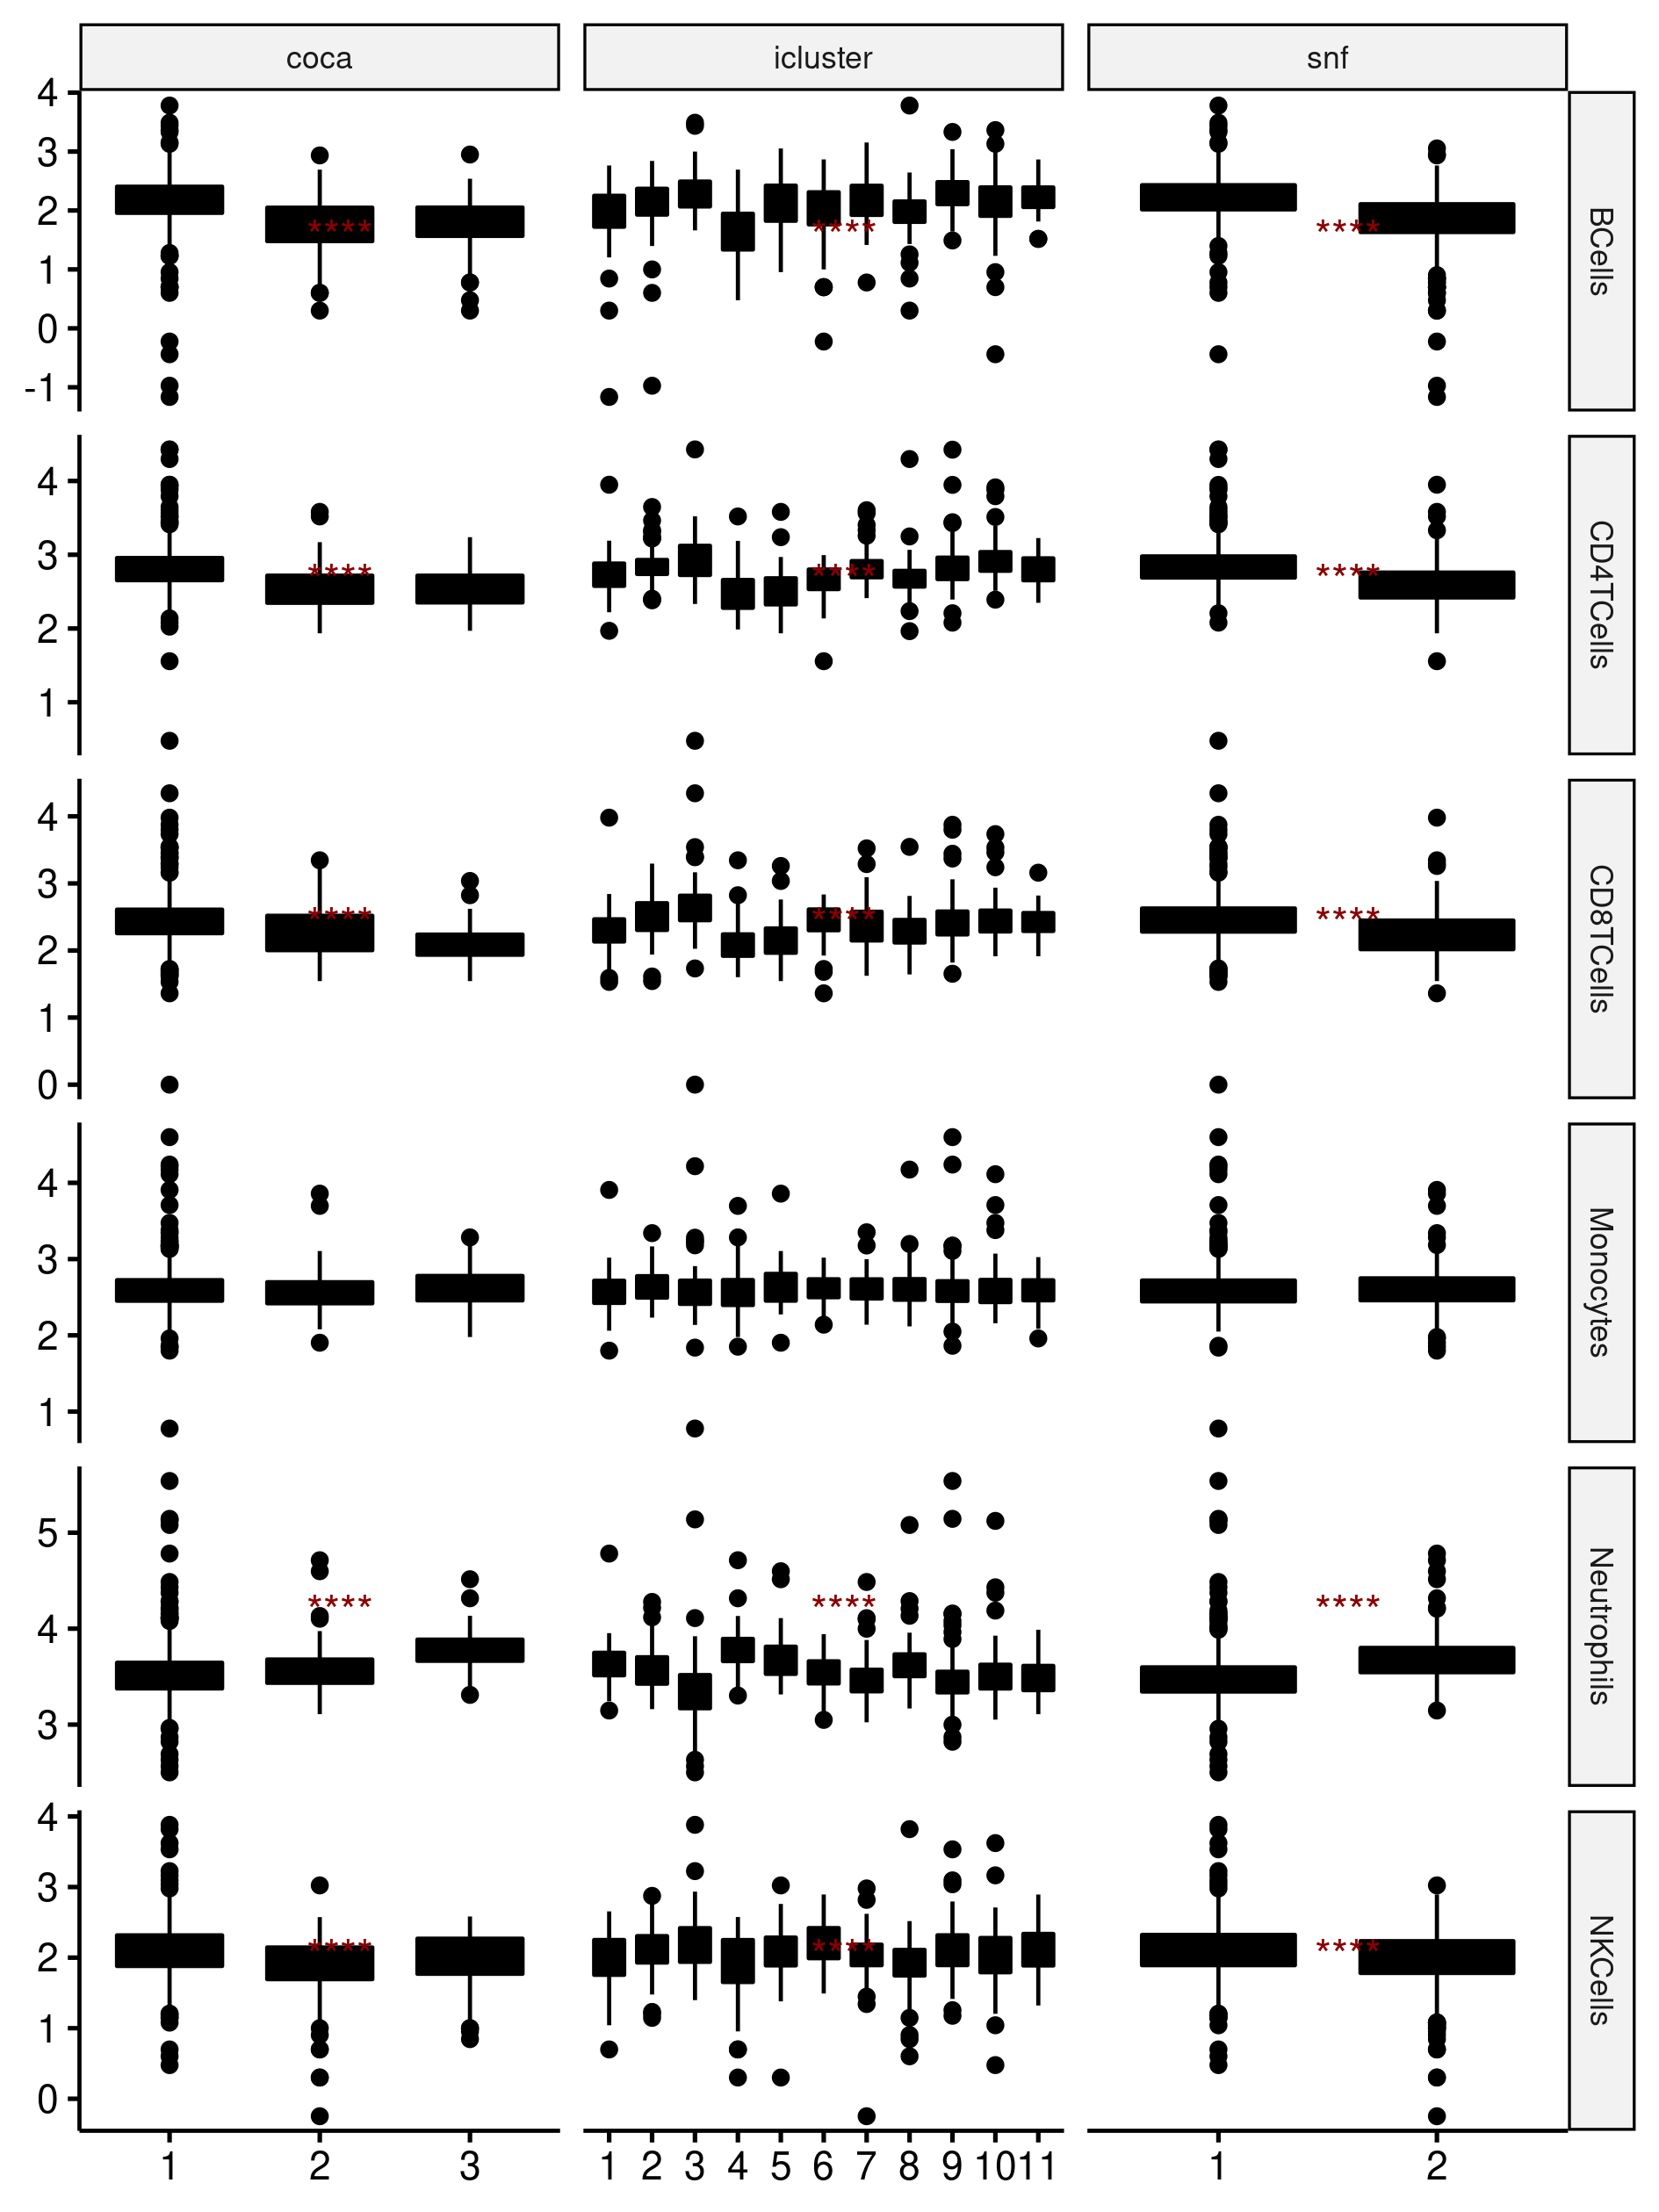 coca icluster snf
4
3
2
1
0
-1
**** **** ****
BCells
4
3
2
1
**** **** ****
CD4TCells
4
3
2
1
0
**** **** ****
CD8TCells
4
3
2
1
Monocytes
5
4
3
**** **** ****
Neutrophils
4
3
2
1
0
**** **** ****
NKCells
1 2 3 1 2 3 4 5 6 7 8 9 10 11 1 2